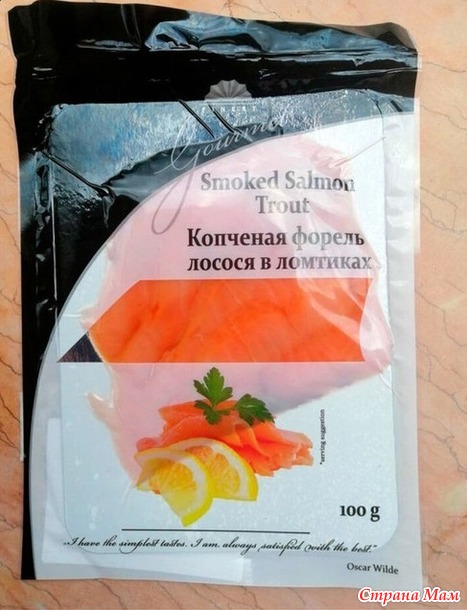 FINEST
Gourmet
Smoked Salmon
Trout
Копченая форель
лосося в ломтиках
*serving suggestion
100 g
„I have the simplest tastes. I am always satisfied with the best."
Oscar Wilde
Страна Мам